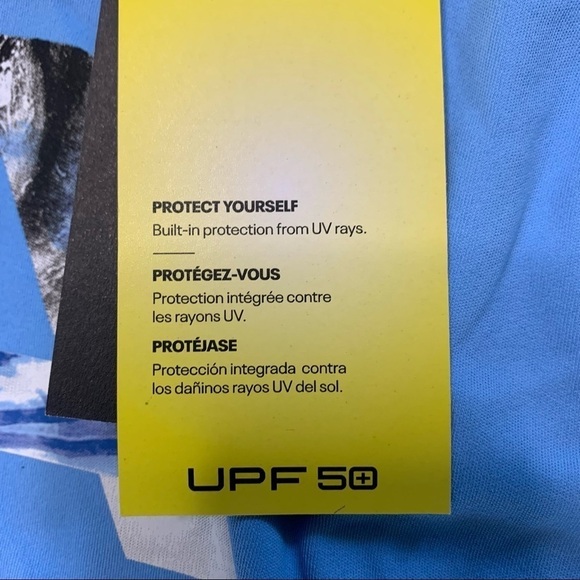 PROTECT YOURSELF
Built-in protection from UV rays.
PROTÉGEZ-VOUS
Protection intégrée contre
les rayons UV.
PROTÉJASE
Protección integrada contra
los dañinos rayos UV del sol.
UPF 50+